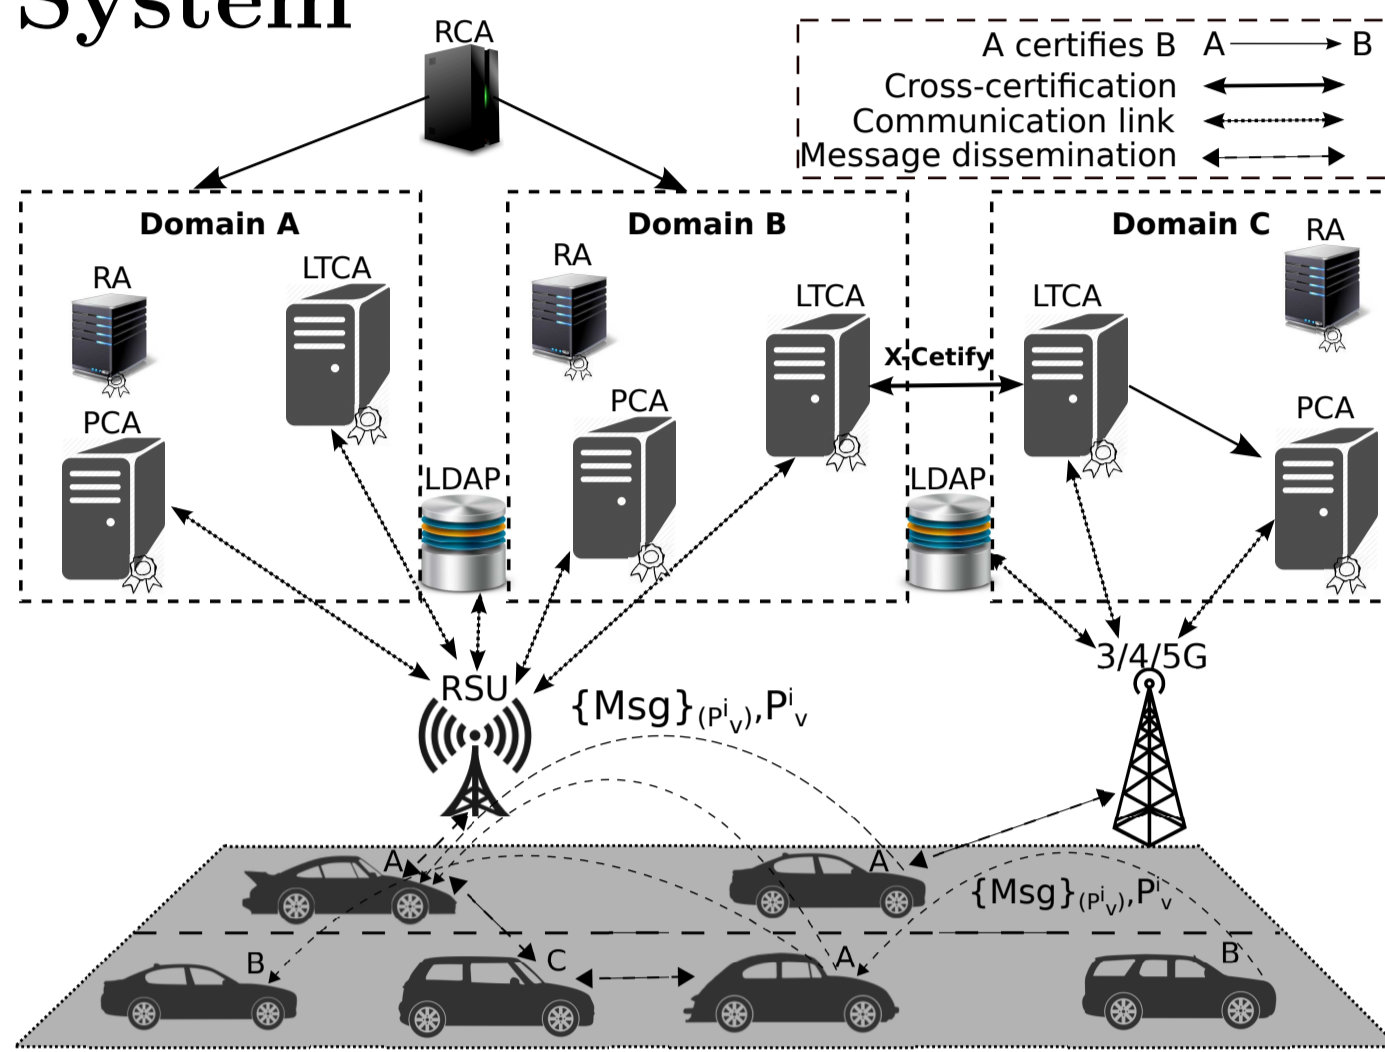 System
RCA
A certifies B A B
Cross-certification
Communication link
Message dissemination
Domain A
RA
LTCA
PCA
Domain B
RA
LTCA
PCA
Domain C
RA
LTCA
PCA
X-Cetify
LDAP
LDAP
RSU
3/4/5G
{Msg}(Piv),Piv
A
A
{Msg}(Piv),Piv
B
C
A
B